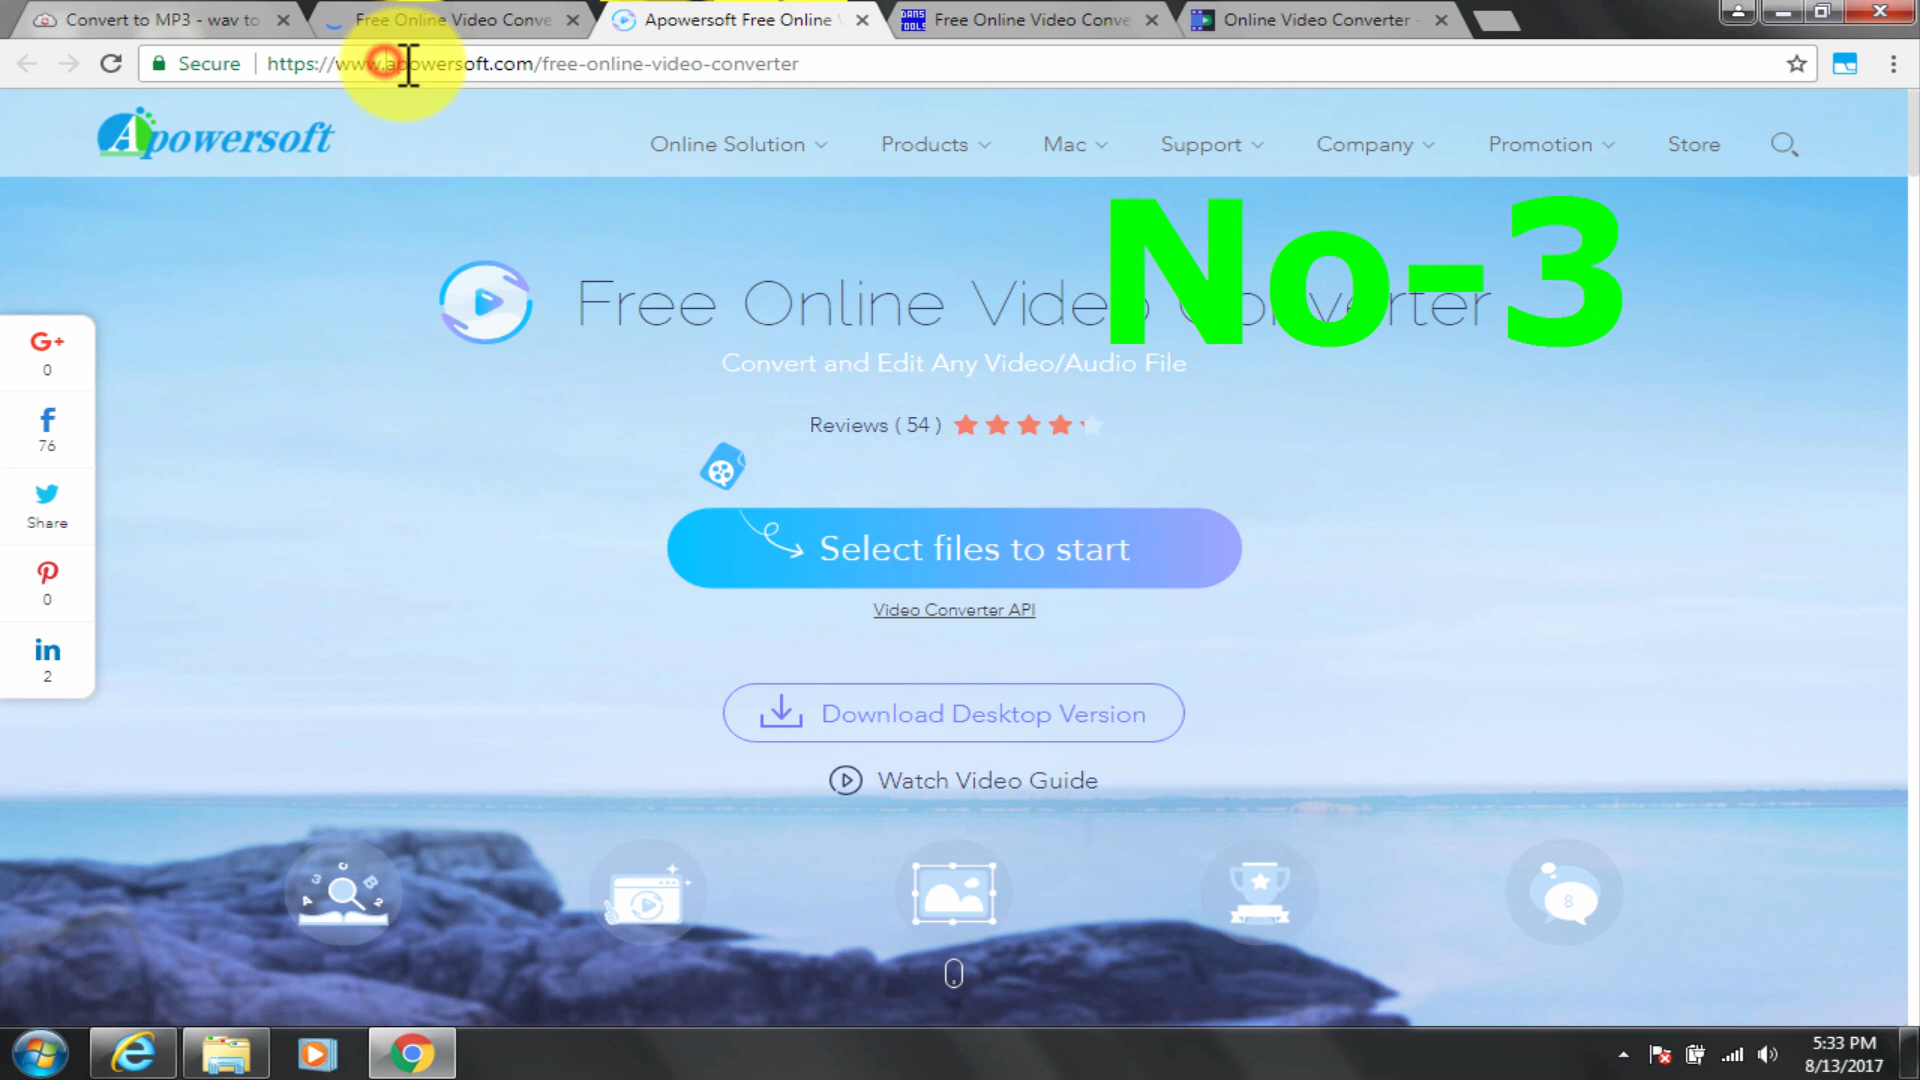 Convert to MP3 - wav to
Free Online Video Conve
Apowersoft Free Online
DANS TOOLS
Free Online Video Conve
Online Video Converter -
Secure
https://www.apowersoft.com/free-online-video-converter
Apowersoft
Online Solution
Products
Mac
Support
Company
Promotion
Store
No-3
Free Online Video Converter
Convert and Edit Any Video/Audio File
Reviews ( 54 )
G+
0
f
76
Share
0
in
2
Select files to start
Video Converter API
Download Desktop Version
Watch Video Guide
8
5:33 PM
8/13/2017